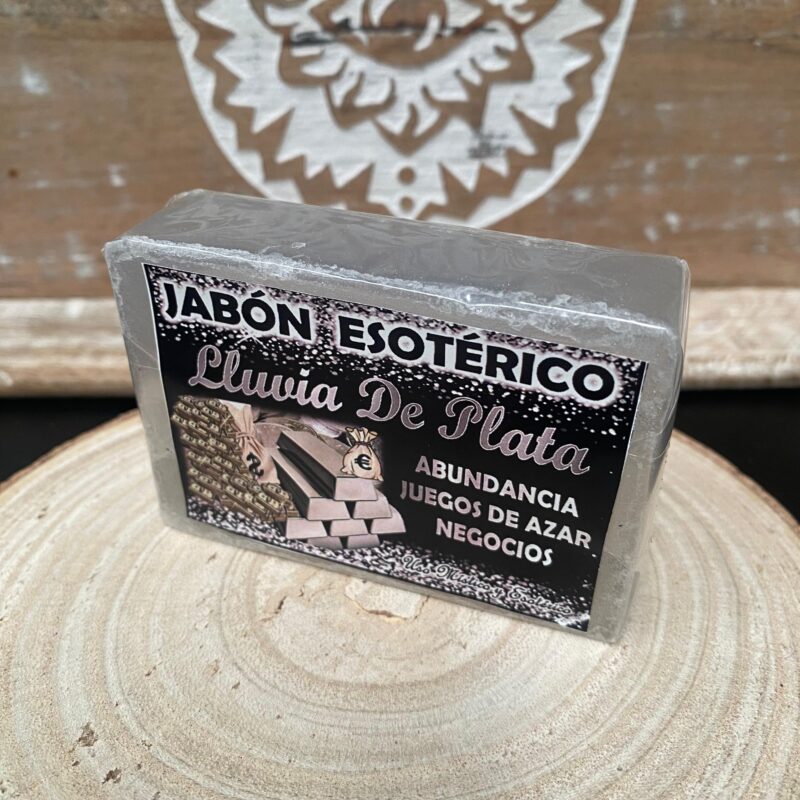 JABÓN ESOTÉRICO
Lluvia De Plata
ABUNDANCIA
JUEGOS DE AZAR
NEGOCIOS
€